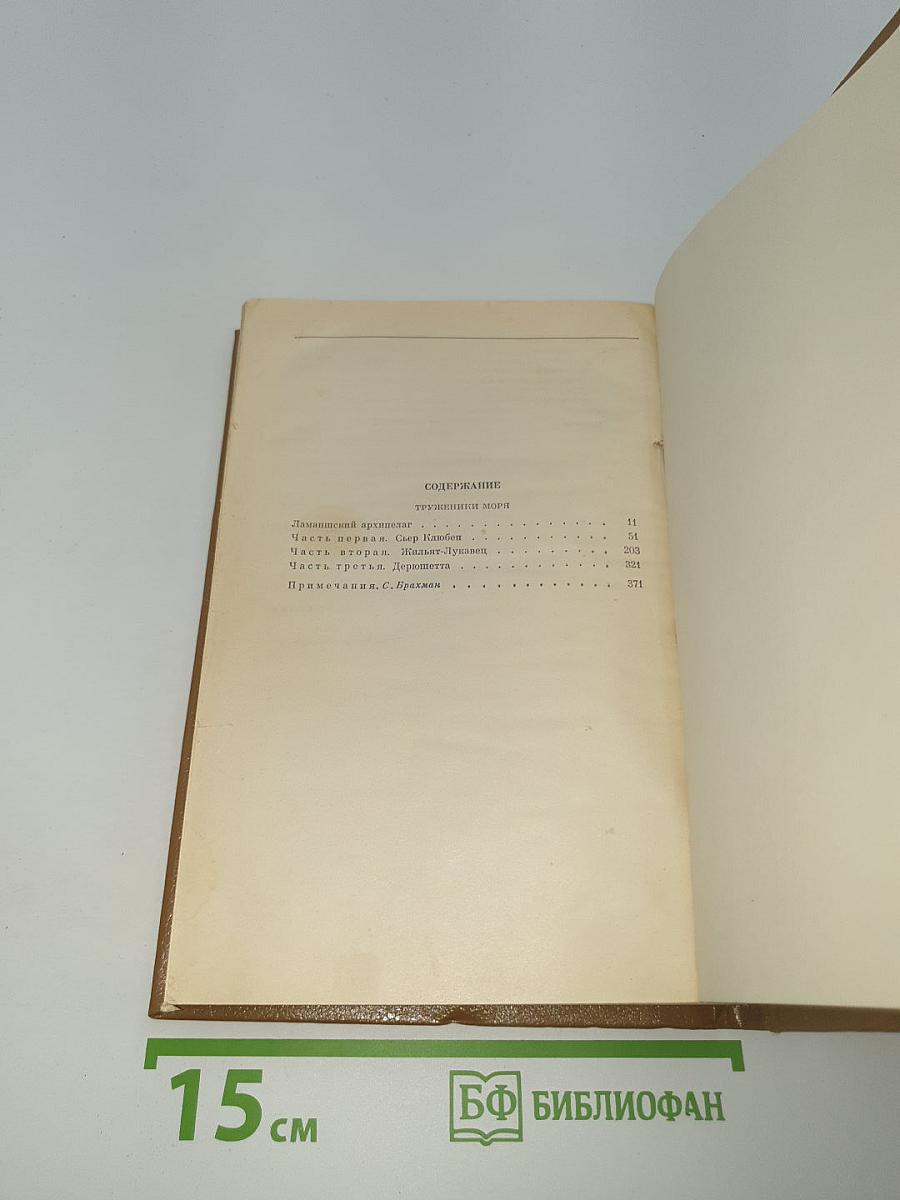 СОДЕРЖАНИЕ
ТРУЖЕНИКИ МОРЯ
Ламаншский архипелаг . . . . . . . . . . . . . . . 11
Часть первая. Сьер Клюбен . . . . . . . . . . . 51
Часть вторая. Жильят-Лукавец . . . . . . . . . 203
Часть третья. Дерюшетта . . . . . . . . . . . . 321
Примечания. С. Брахман . . . . . . . . . . . . 371
15 см
БФ БИБЛИОФАН